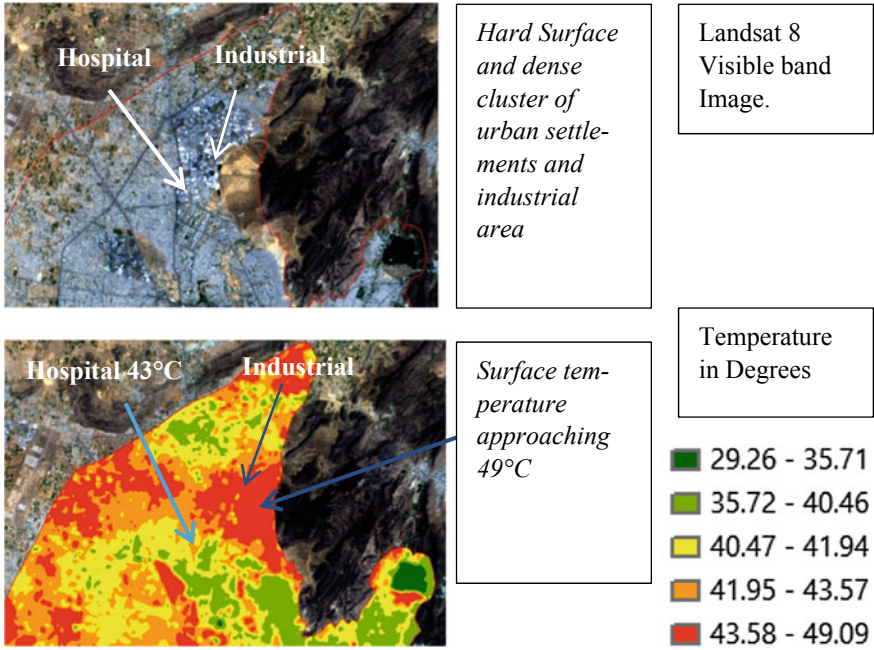 Hospital
Industrial
Hard Surface
and dense
cluster of
urban settle-
ments and
industrial
area
Landsat 8
Visible band
Image.
Hospital 43°C
Industrial
Surface tem-
perature
approaching
49°C
Temperature
in Degrees
29.26 - 35.71
35.72 - 40.46
40.47 - 41.94
41.95 - 43.57
43.58 - 49.09